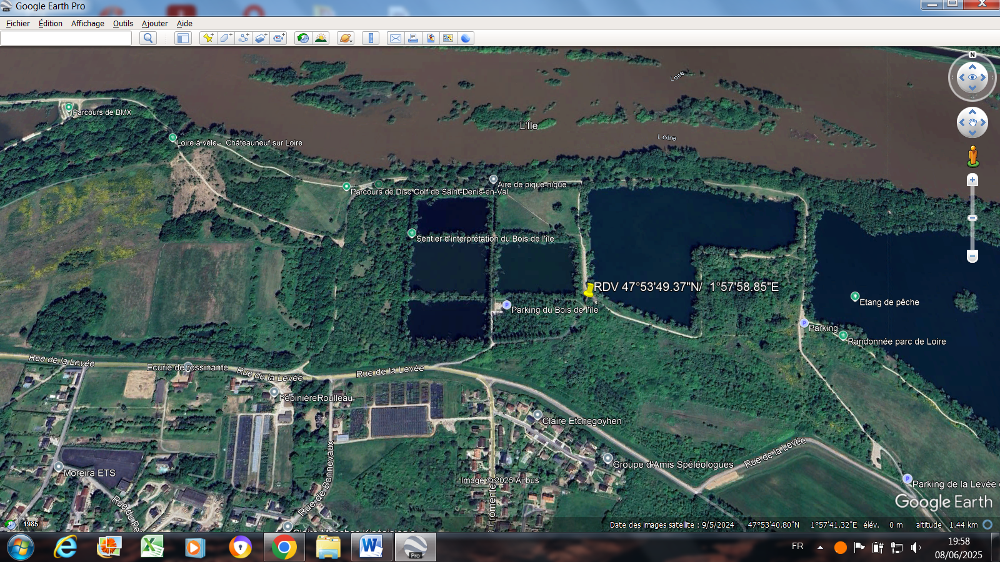 Google Earth Pro
Fichier Édition Affichage Outils Ajouter Aide
N
Loire
Parcours de BMX
L'Île
Loire
Loire à vélo - Châteauneuf sur Loire
Aire de pique-nique
Parcours de Disc Golf de Saint-Denis-en-Val
Sentier d'interprétation du Bois de l'île
RDV 47°53'49.37"N/ 1°57'58.85"E
Etang de pêche
Parking du Bois de l'île
Parking
Randonnée parc de Loire
Rue de la Levée
Ecurie de rossinante
Rue de la Levée
Rue de la Levée
PépinièreRoulleau
Claire Etchegoyhen
Rue de la Levée
Groupe d'Amis Spéléologues
Rue de Bonnevaux
Moreira ETS
Image © 2025 Airbus
Parking de la Levée
Google Earth
Rue du
1985
Date des images satellite : 9/5/2024 47°53'40.80"N 1°57'41.32"E élév. 0 m altitude 1.44 km
Pro
FR
19:58
08/06/2025